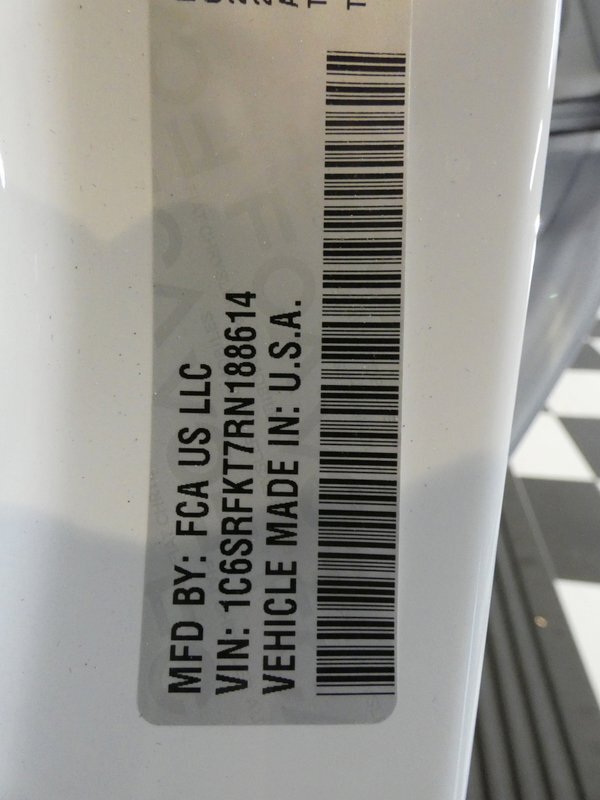 MFD BY: FCA US LLC
VIN: 1C6SRFKT7RN188614
VEHICLE MADE IN: U.S.A.